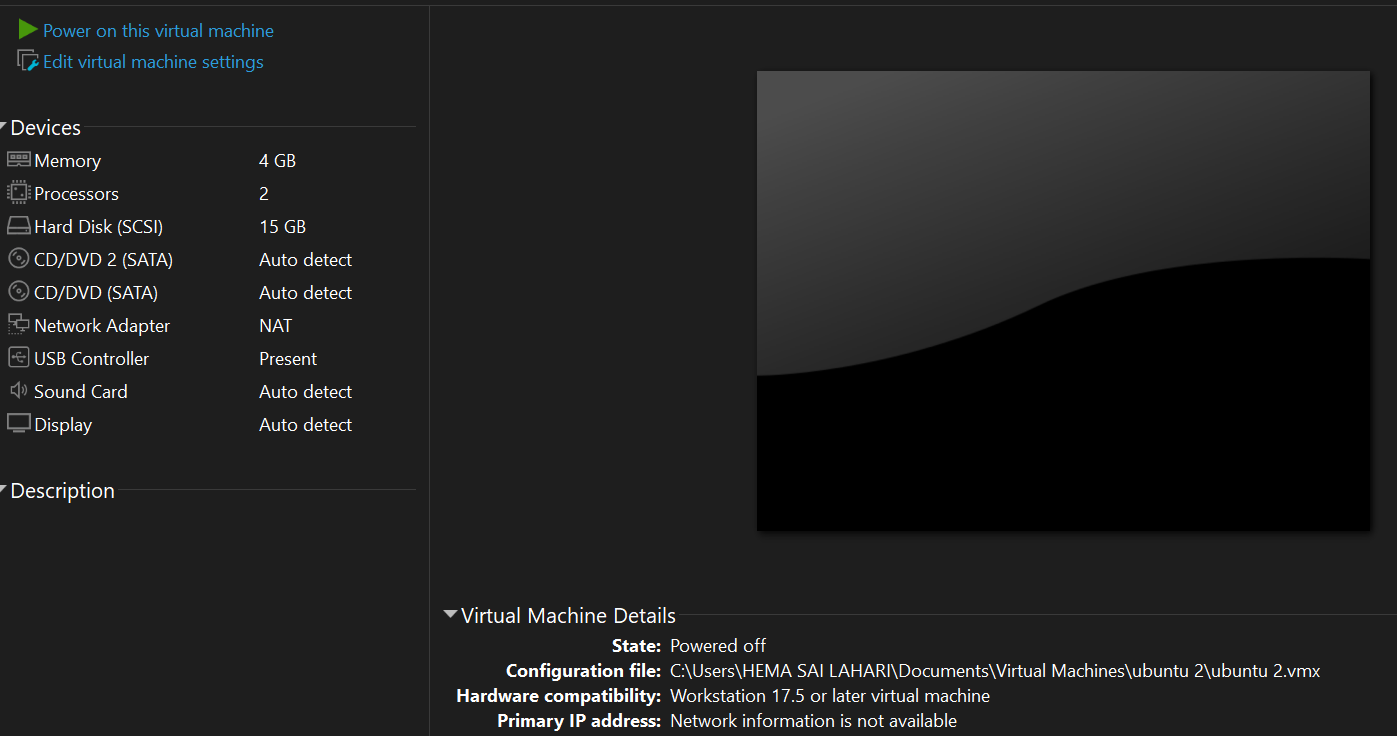 Power on this virtual machine
Edit virtual machine settings
Devices
Memory 4 GB
Processors 2
Hard Disk (SCSI) 15 GB
CD/DVD 2 (SATA) Auto detect
CD/DVD (SATA) Auto detect
Network Adapter NAT
USB Controller Present
Sound Card Auto detect
Display Auto detect
Description
Virtual Machine Details
State: Powered off
Configuration file: C:\Users\HEMA SAI LAHARI\Documents\Virtual Machines\ubuntu 2\ubuntu 2.vmx
Hardware compatibility: Workstation 17.5 or later virtual machine
Primary IP address: Network information is not available